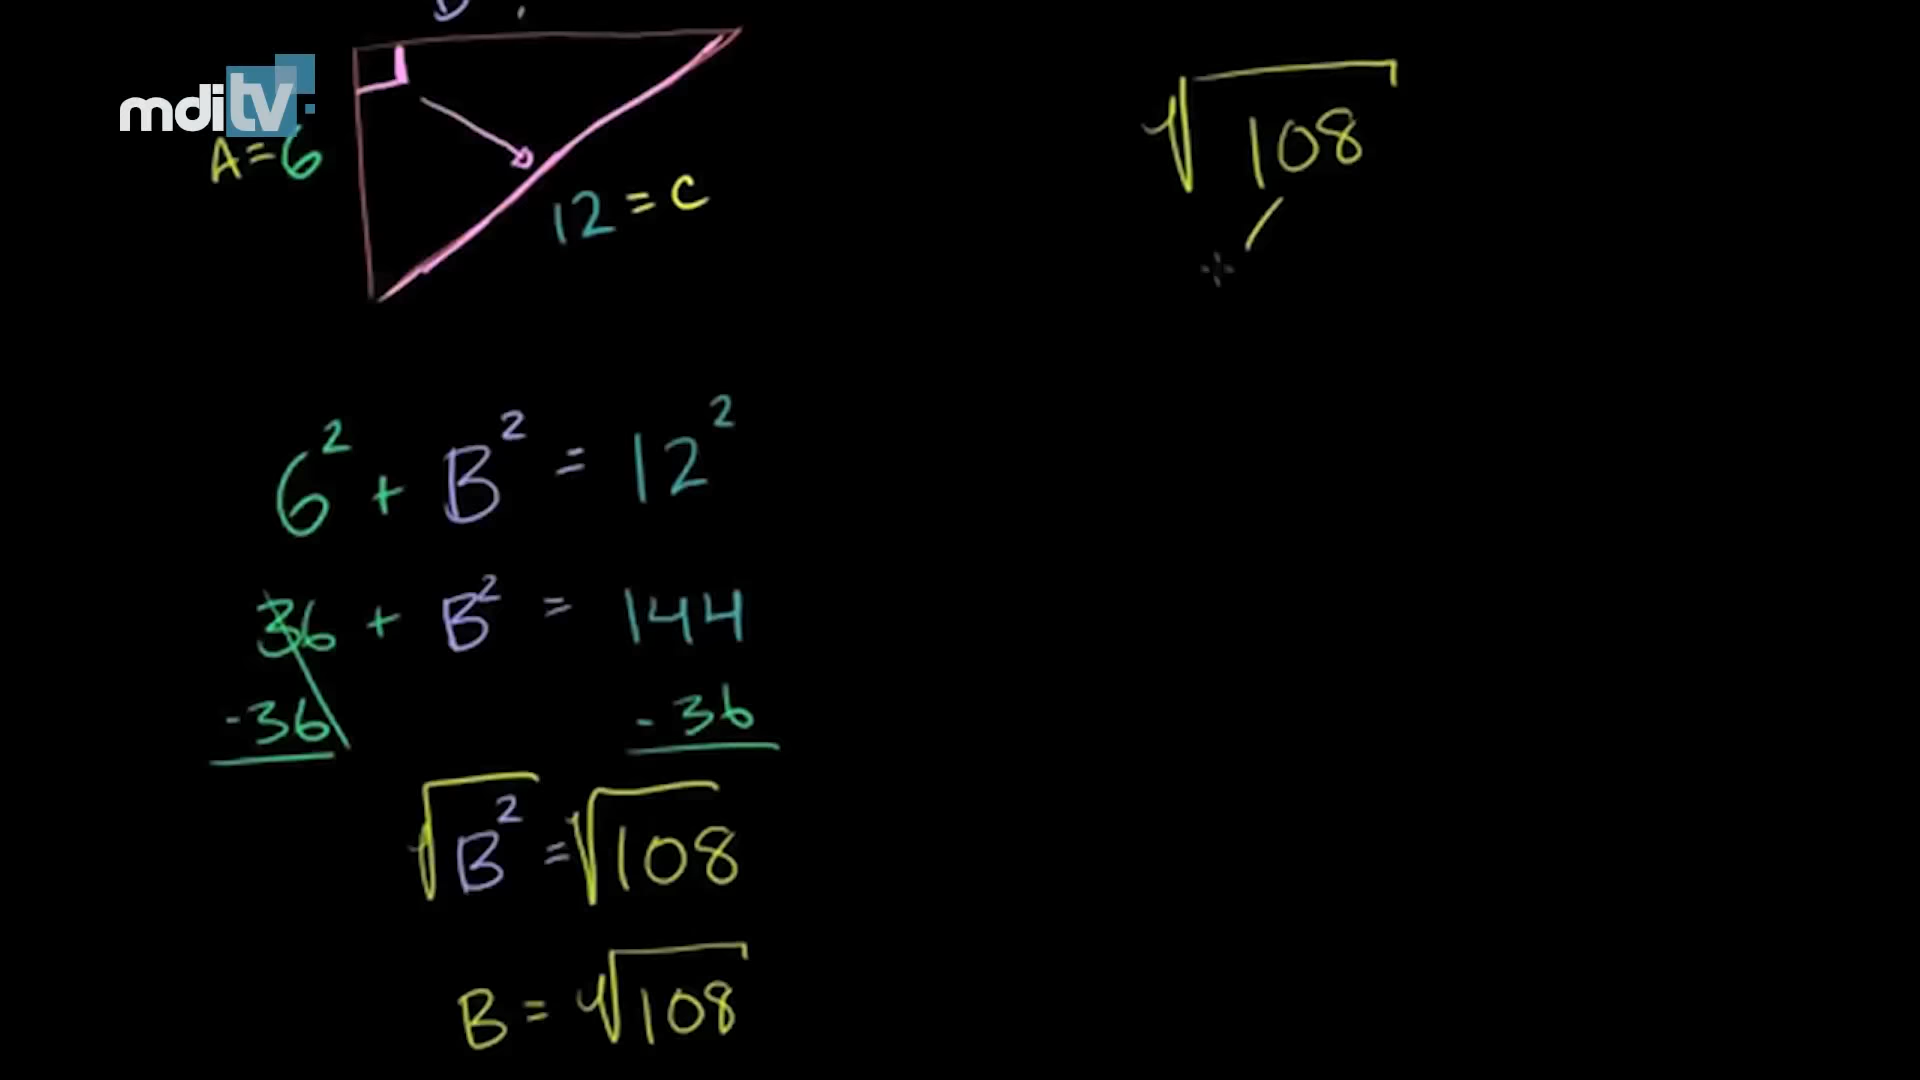 mditv
A=6
12=C
√108
6² + B² = 12²
36 + B² = 144
-36 - 36
√B² = √108
B = √108